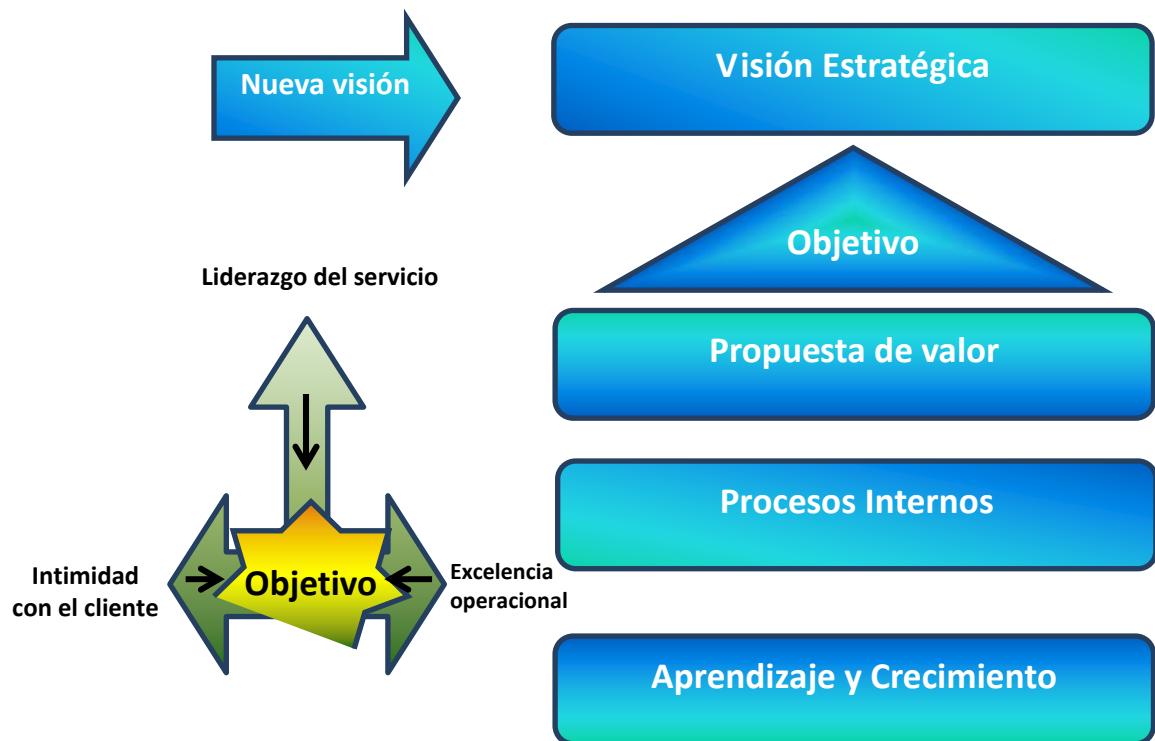 Nueva visión
Visión Estratégica
Objetivo
Liderazgo del servicio
Propuesta de valor
Procesos Internos
Intimidad
con el cliente
Objetivo
Excelencia
operacional
Aprendizaje y Crecimiento